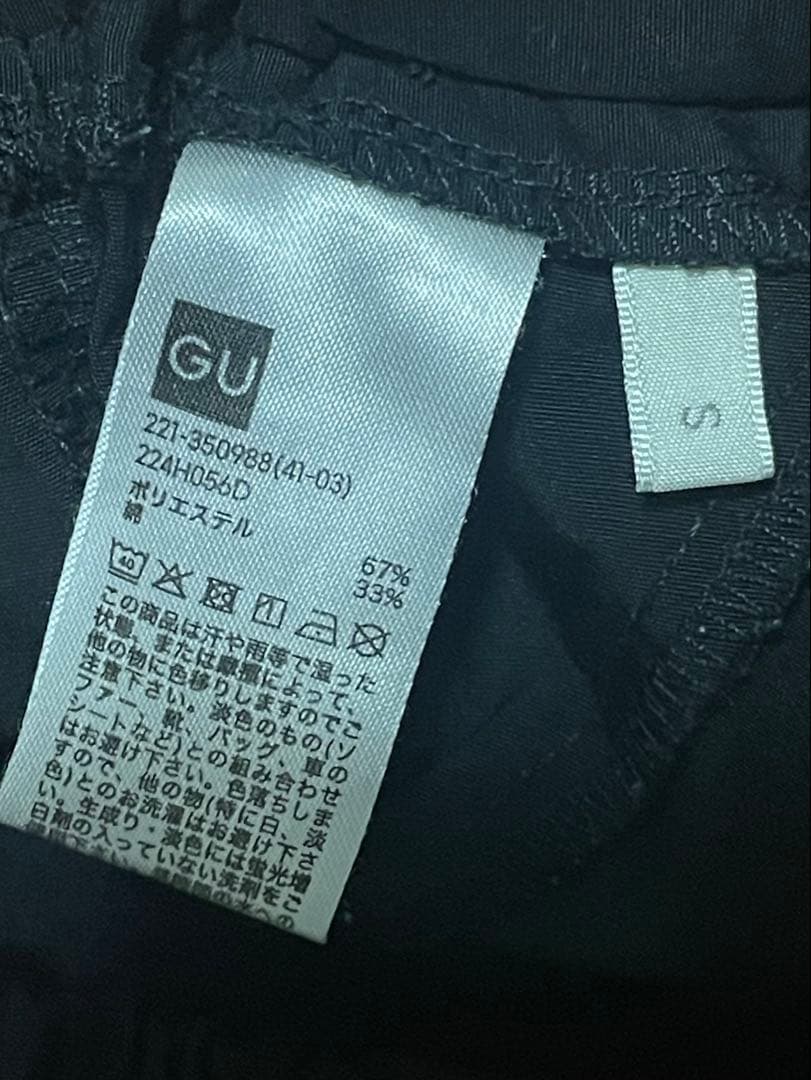 GU
221-350988(41-03)
224H056D
ポリエステル 67%
綿 33%
40
この商品は汗や雨等で湿った
状態、または摩擦によって、
他の物に色移りしますのでご
注意下さい。淡色のもの(ソ
ファー、靴、バッグ、車の
シートなど)との組み合わせ
はお避け下さい。色落ちしま
すので、他の物(特に白、淡
色)とのお洗濯はお避け下さ
い。生成り・淡色には蛍光増
白剤の入っていない洗剤をご
S